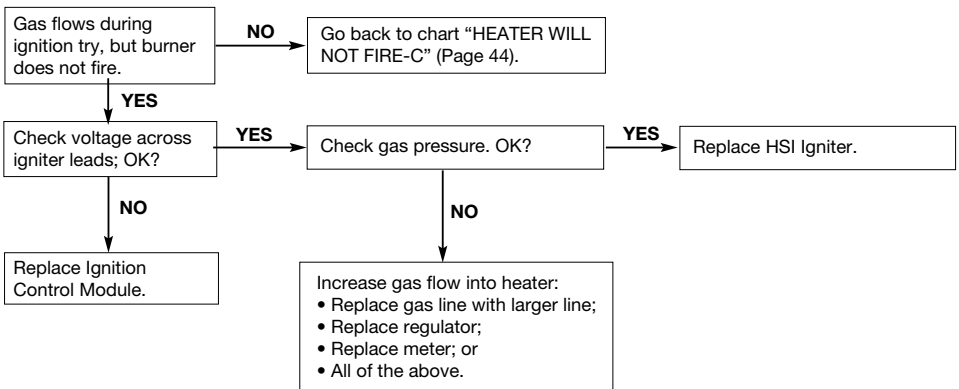 Gas flows during
ignition try, but burner
does not fire.
NO
Go back to chart “HEATER WILL
NOT FIRE-C” (Page 44).
YES
Check voltage across
igniter leads; OK?
YES
Check gas pressure. OK?
YES
Replace HSI Igniter.
NO
NO
Replace Ignition
Control Module.
Increase gas flow into heater:
• Replace gas line with larger line;
• Replace regulator;
• Replace meter; or
• All of the above.